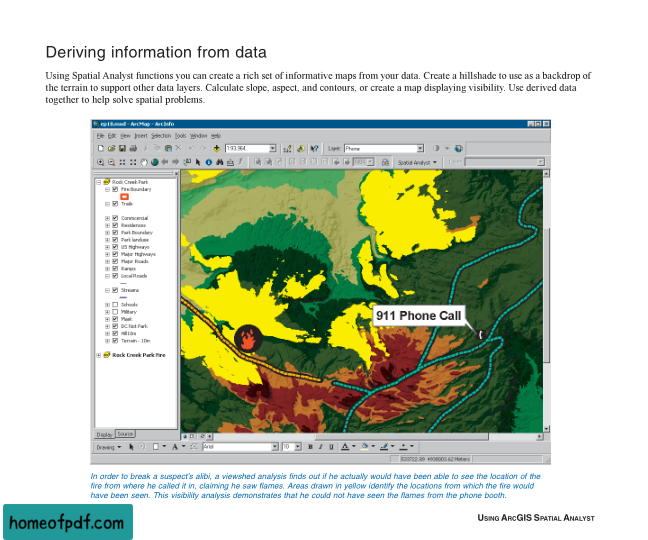 Deriving information from data
Using Spatial Analyst functions you can create a rich set of informative maps from your data. Create a hillshade to use as a backdrop of
the terrain to support other data layers. Calculate slope, aspect, and contours, or create a map displaying visibility. Use derived data
together to help solve spatial problems.
ArcMap - ArcInfo
File Edit View Insert Selection Tools Window Help
1:93,964
Layer: Phone
Spatial Analyst
Rock Creek Park
Fire Boundary
Trails
Commercial
Residences
Park Boundary
Park landuse
US Highways
Major Highways
Major Roads
Ramps
Local Roads
Streams
Schools
Military
Mask
DC Not Park
Hill10m
Terrain - 10m
Rock Creek Park Fire
911 Phone Call
Display Source
Drawing
Arial
10
B I U
In order to break a suspect's alibi, a viewshed analysis finds out if he actually would have been able to see the location of the
fire from where he called it in, claiming he saw flames. Areas drawn in yellow identify the locations from which the fire would
have been seen. This visibility analysis demonstrates that he could not have seen the flames from the phone booth.
USING ARCGIS SPATIAL ANALYST
homeofpdf.com